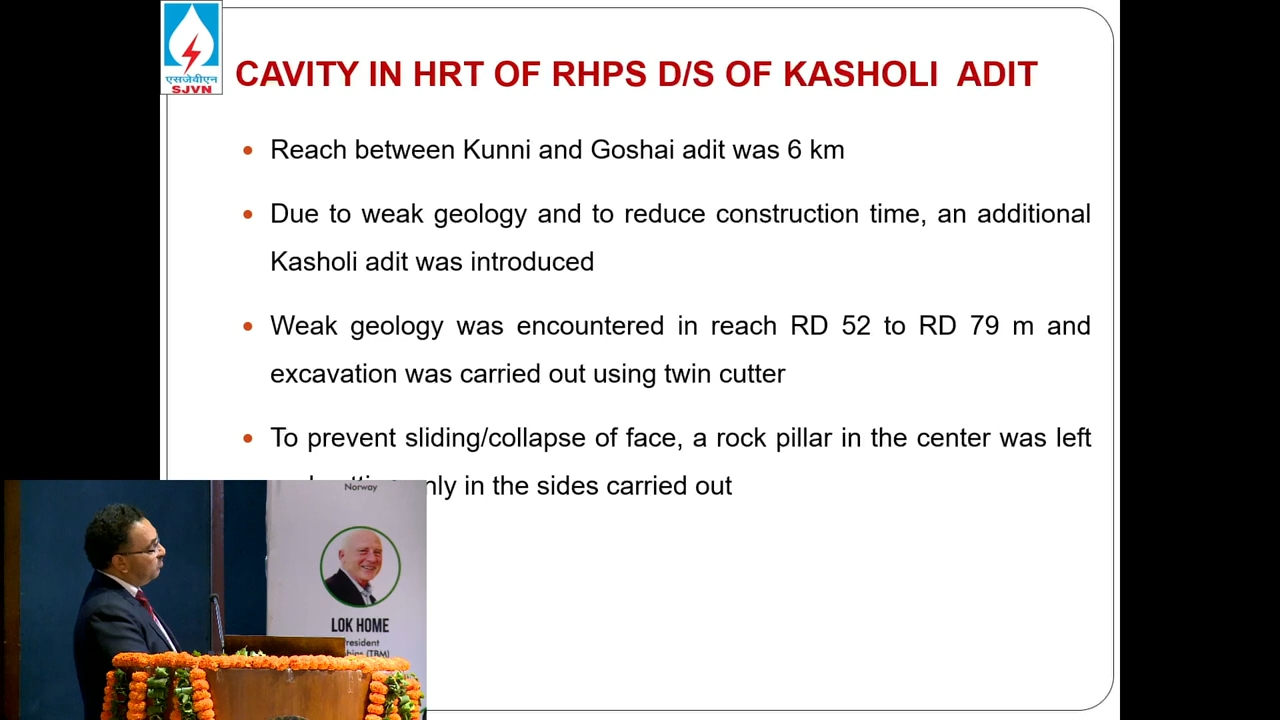 एसजेवीएन
SJVN
CAVITY IN HRT OF RHPS D/S OF KASHOLI ADIT
Reach between Kunni and Goshai adit was 6 km
Due to weak geology and to reduce construction time, an additional
Kasholi adit was introduced
Weak geology was encountered in reach RD 52 to RD 79 m and
excavation was carried out using twin cutter
To prevent sliding/collapse of face, a rock pillar in the center was left
in the sides carried out
Norway
LOK HOME
(TBM)